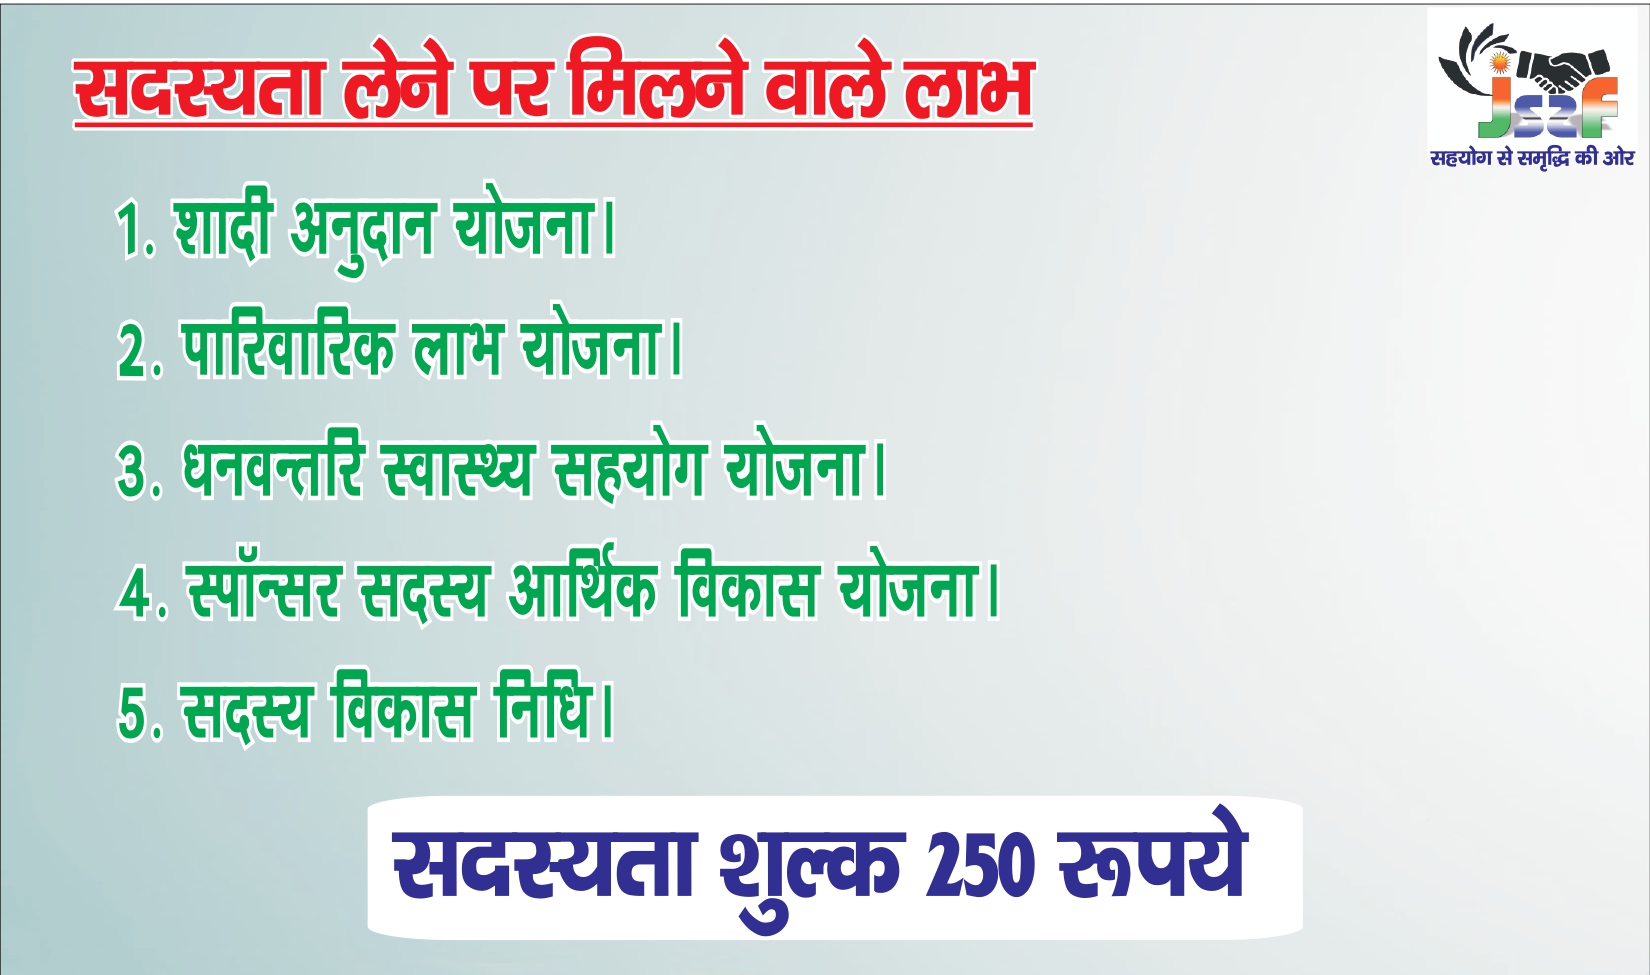 सदस्यता लेने पर मिलने वाले लाभ
jssf
सहयोग से समृद्धि की ओर
1. शादी अनुदान योजना।
2. पारिवारिक लाभ योजना।
3. धनवन्तरि स्वास्थ्य सहयोग योजना।
4. स्पॉन्सर सदस्य आर्थिक विकास योजना।
5. सदस्य विकास निधि।
सदस्यता शुल्क 250 रूपये